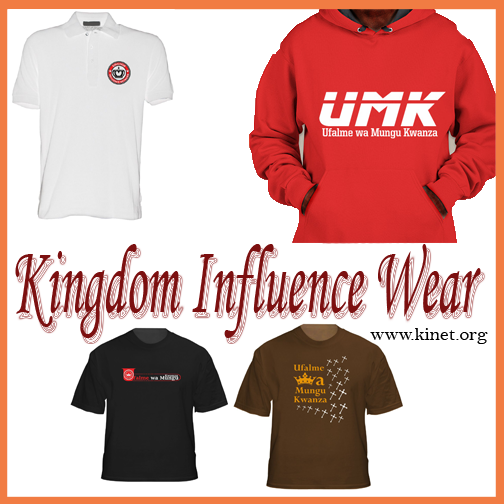 UMK
Ufalme wa Mungu Kwanza
Kingdom Influence Wear
www.kinet.org
wa Mungu
Ufalme
a
Mungu
Kwanza